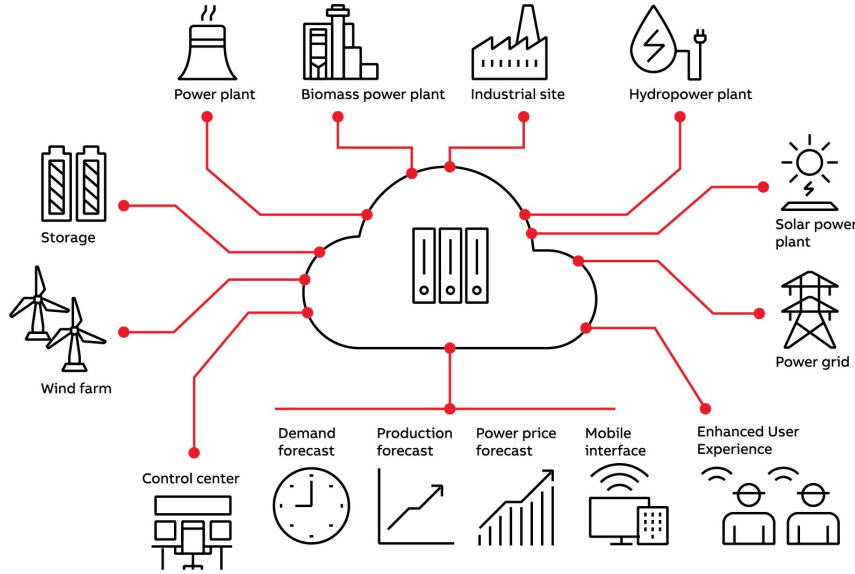 Power plant
Biomass power plant
Industrial site
Hydropower plant
Solar power
plant
Storage
Power grid
Wind farm
Control center
Demand
forecast
Production
forecast
Power price
forecast
Mobile
interface
Enhanced User
Experience